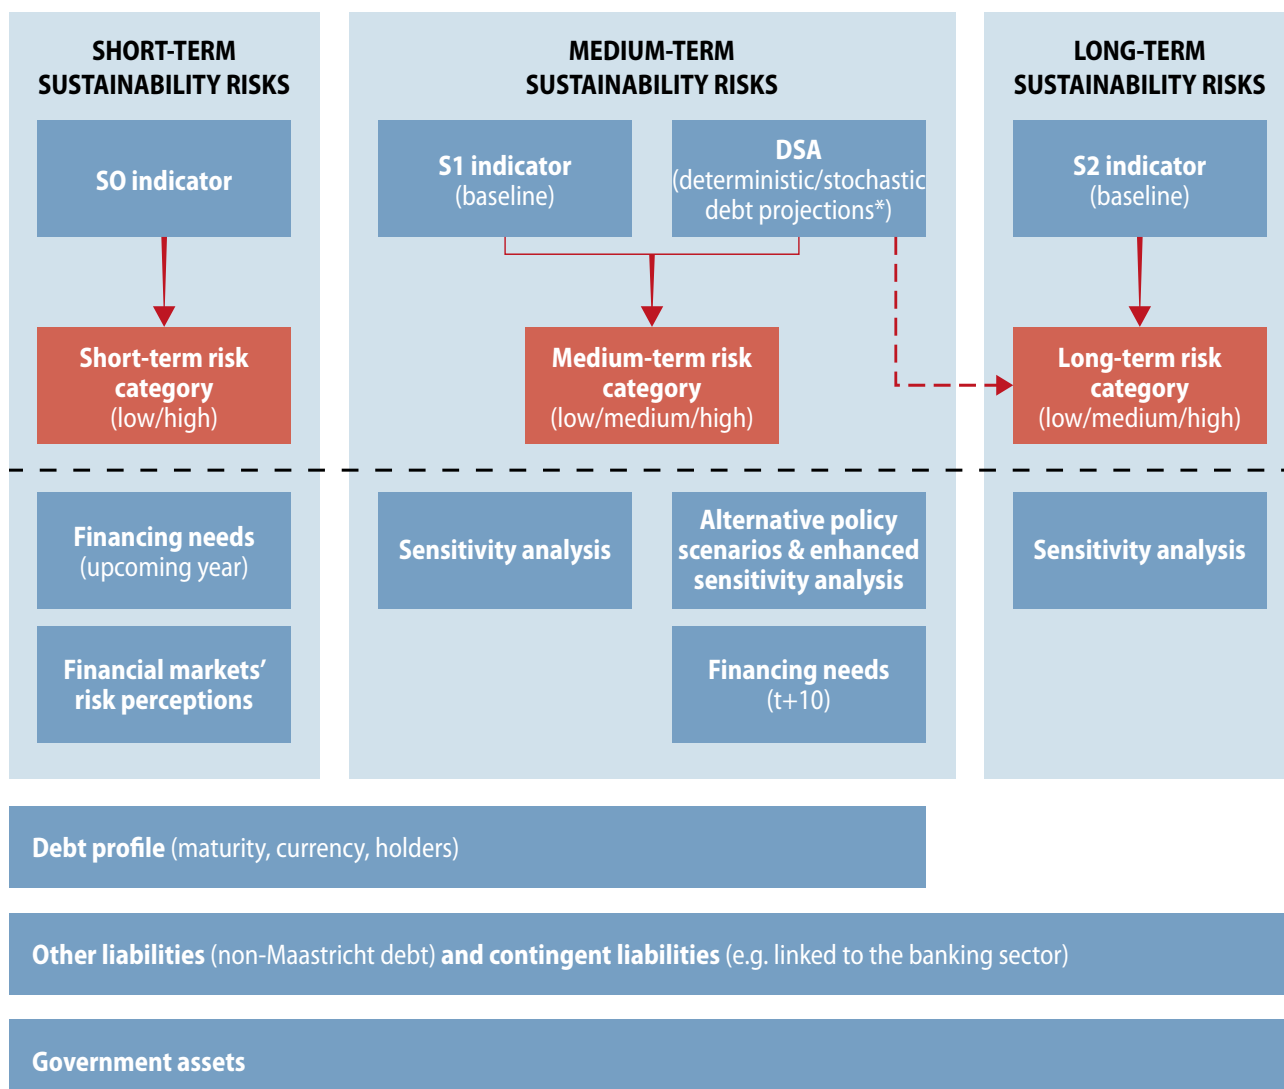 SHORT-TERM
SUSTAINABILITY RISKS
SO indicator
Short-term risk
category
(low/high)
Financing needs
(upcoming year)
Financial markets’
risk perceptions
MEDIUM-TERM
SUSTAINABILITY RISKS
S1 indicator
(baseline)
DSA
(deterministic/stochastic
debt projections*)
Medium-term risk
category
(low/medium/high)
Sensitivity analysis
Alternative policy
scenarios & enhanced
sensitivity analysis
Financing needs
(t+10)
LONG-TERM
SUSTAINABILITY RISKS
S2 indicator
(baseline)
Long-term risk
category
(low/medium/high)
Sensitivity analysis
Debt profile (maturity, currency, holders)
Other liabilities (non-Maastricht debt) and contingent liabilities (e.g. linked to the banking sector)
Government assets